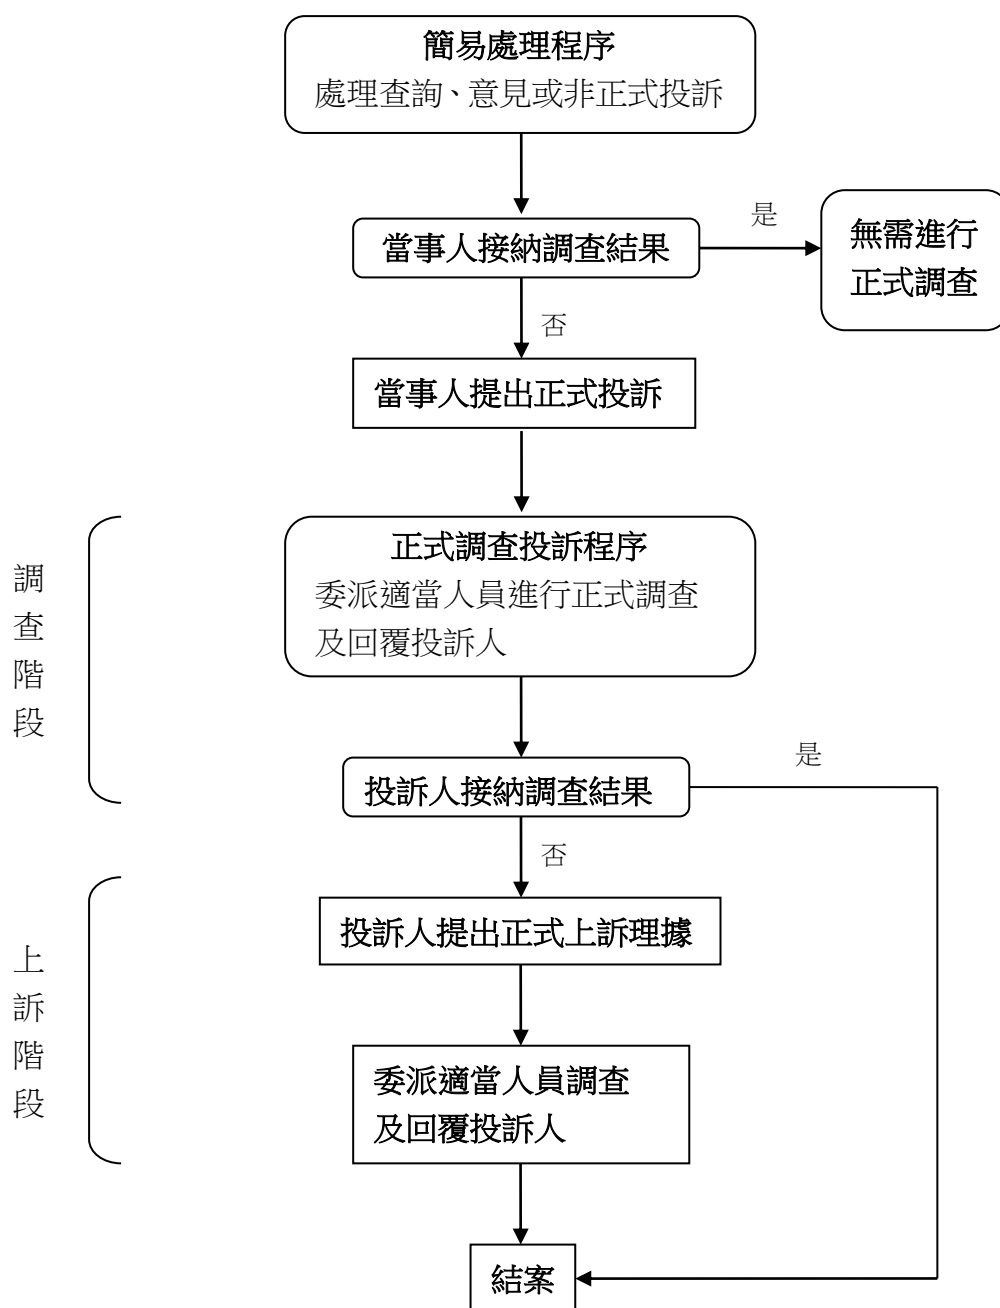 簡易處理程序
處理查詢、意見或非正式投訴
是
當事人接納調查結果
無需進行
正式調查
否
當事人提出正式投訴
調查階段
正式調查投訴程序
委派適當人員進行正式調查
及回覆投訴人
是
投訴人接納調查結果
否
上訴階段
投訴人提出正式上訴理據
委派適當人員調查
及回覆投訴人
結案